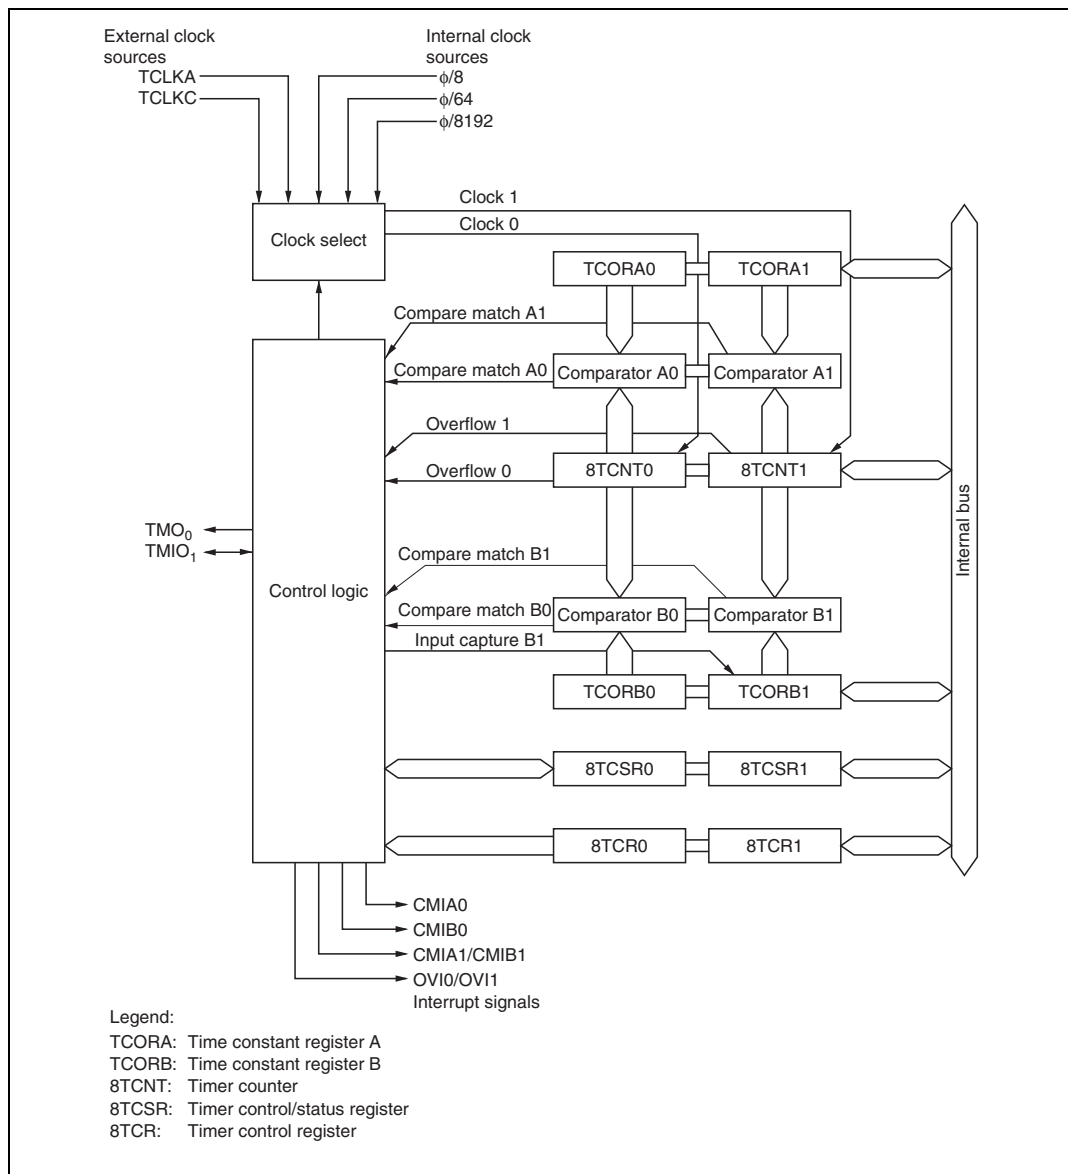 External clock
sources
TCLKA
TCLKC
Internal clock
sources
ϕ/8
ϕ/64
ϕ/8192
Clock select
Clock 1
Clock 0
TCORA0
TCORA1
Compare match A1
Compare match A0
Comparator A0
Comparator A1
Overflow 1
Overflow 0
8TCNT0
8TCNT1
Internal bus
TMO0
TMIO1
Control logic
Compare match B1
Compare match B0
Comparator B0
Comparator B1
Input capture B1
TCORB0
TCORB1
8TCSR0
8TCSR1
8TCR0
8TCR1
CMIA0
CMIB0
CMIA1/CMIB1
OVI0/OVI1
Interrupt signals
Legend:
TCORA: Time constant register A
TCORB: Time constant register B
8TCNT: Timer counter
8TCSR: Timer control/status register
8TCR: Timer control register